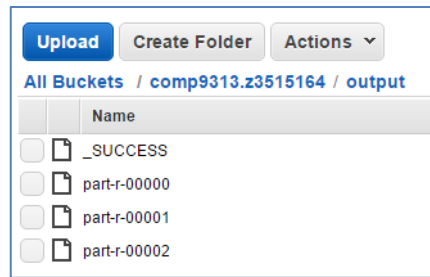 Upload Create Folder Actions
All Buckets / comp9313.z3515164 / output
Name
_SUCCESS
part-r-00000
part-r-00001
part-r-00002